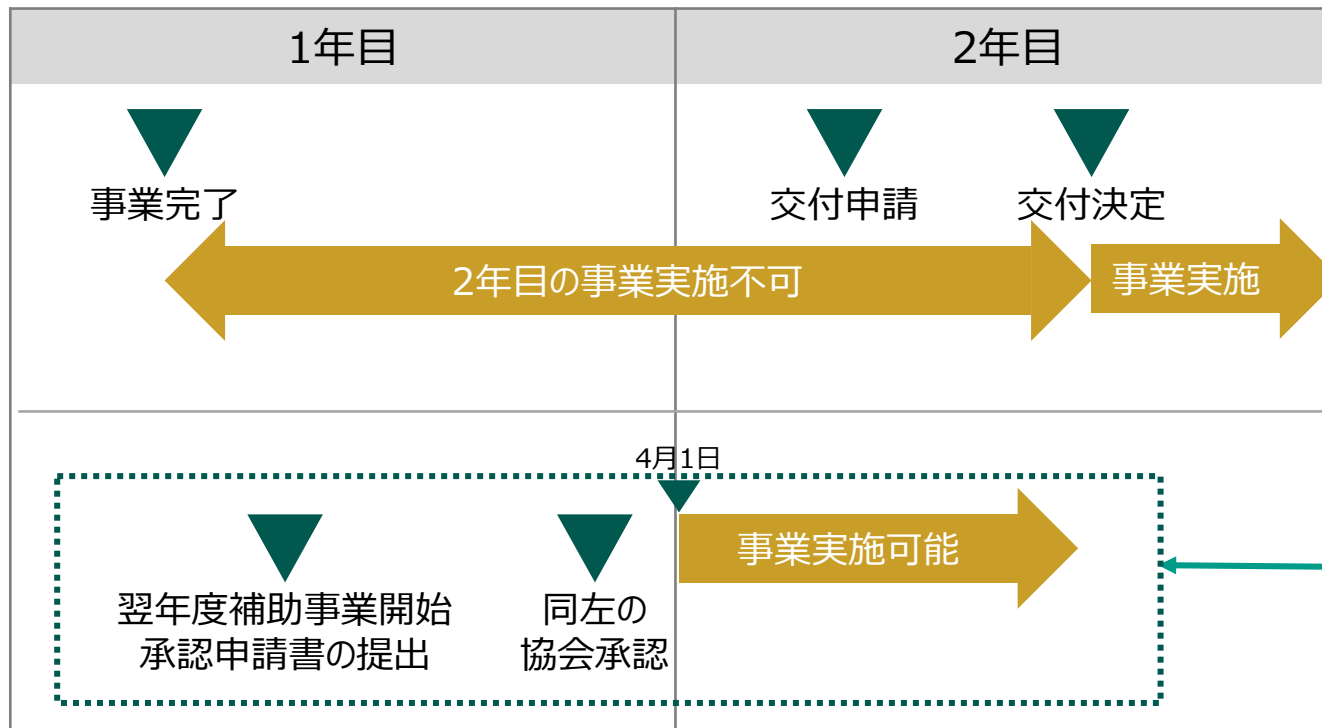 1年目
2年目
事業完了
交付申請
交付決定
2年目の事業実施不可
事業実施
4月1日
事業実施可能
翌年度補助事業開始
承認申請書の提出
同左の
協会承認